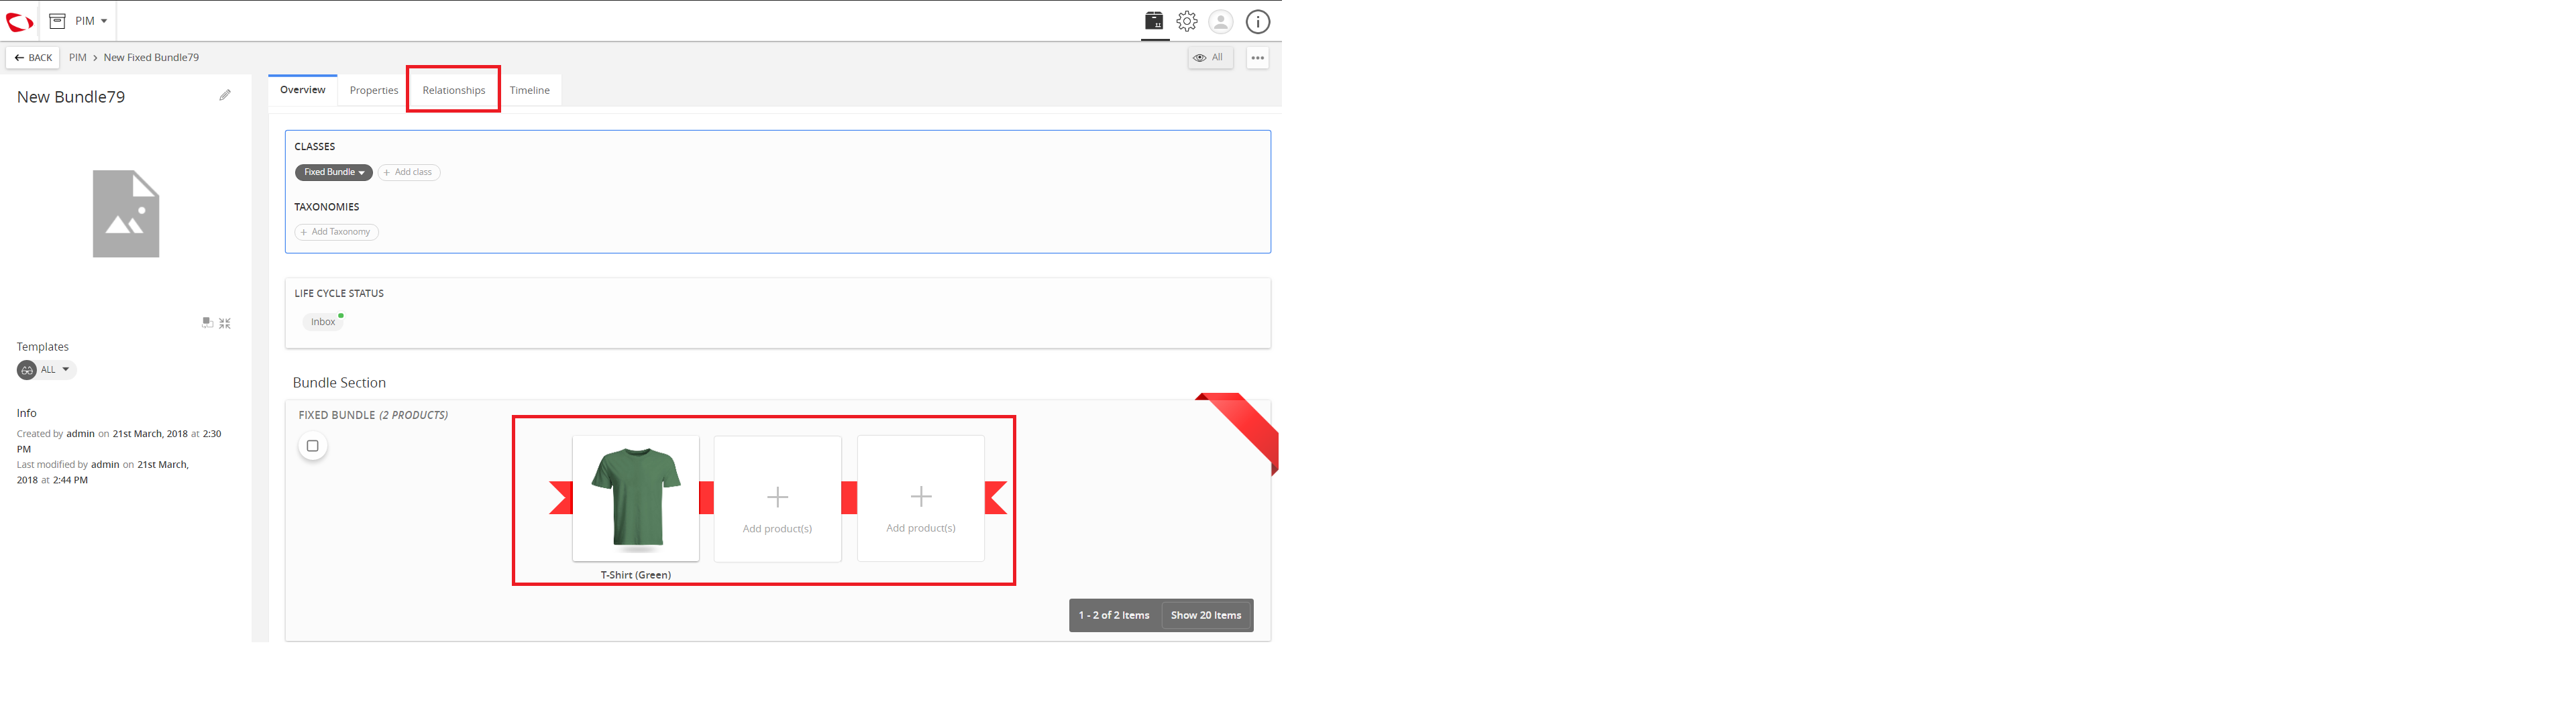 PIM
BACK
PIM > New Fixed Bundle79
All
New Bundle79
Overview
Properties
Relationships
Timeline
CLASSES
Fixed Bundle
+ Add class
TAXONOMIES
+ Add Taxonomy
LIFE CYCLE STATUS
Inbox
Templates
ALL
Info
Created by admin on 21st March, 2018 at 2:30
PM
Last modified by admin on 21st March,
2018 at 2:44 PM
Bundle Section
FIXED BUNDLE (2 PRODUCTS)
Add product(s)
Add product(s)
T-Shirt (Green)
1 - 2 of 2 Items
Show 20 Items